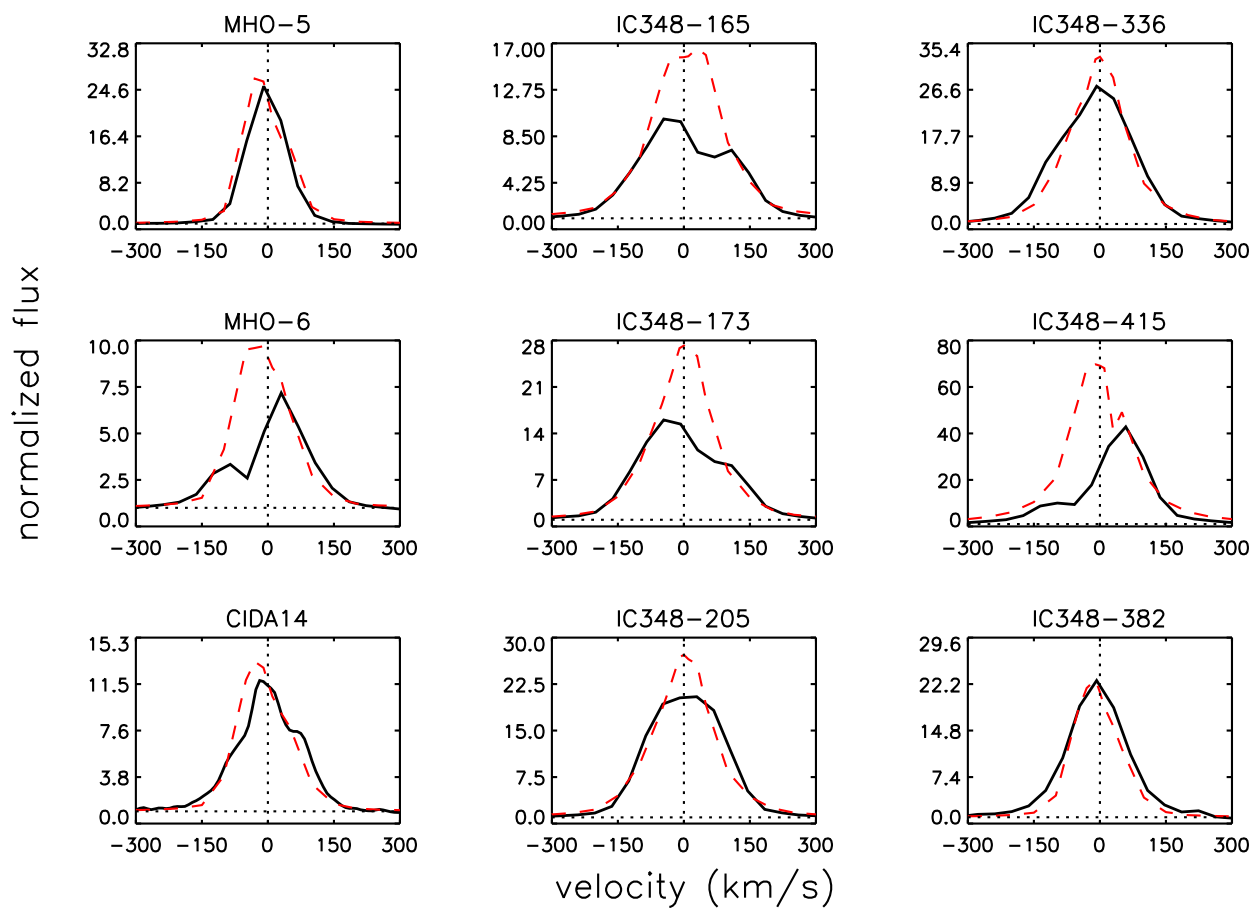 MHO-5 IC348-165 IC348-336
32.8 17.00 35.4
24.6 12.75 26.6
16.4 8.50 17.7
8.2 4.25 8.9
0.0 0.00 0.0
-300 -150 0 150 300 -300 -150 0 150 300 -300 -150 0 150 300
normalized flux
MHO-6 IC348-173 IC348-415
10.0 28 80
7.5 21 60
5.0 14 40
2.5 7 20
0.0 0 0
-300 -150 0 150 300 -300 -150 0 150 300 -300 -150 0 150 300
CIDA14 IC348-205 IC348-382
15.3 30.0 29.6
11.5 22.5 22.2
7.6 15.0 14.8
3.8 7.5 7.4
0.0 0.0 0.0
-300 -150 0 150 300 -300 -150 0 150 300 -300 -150 0 150 300
velocity (km/s)